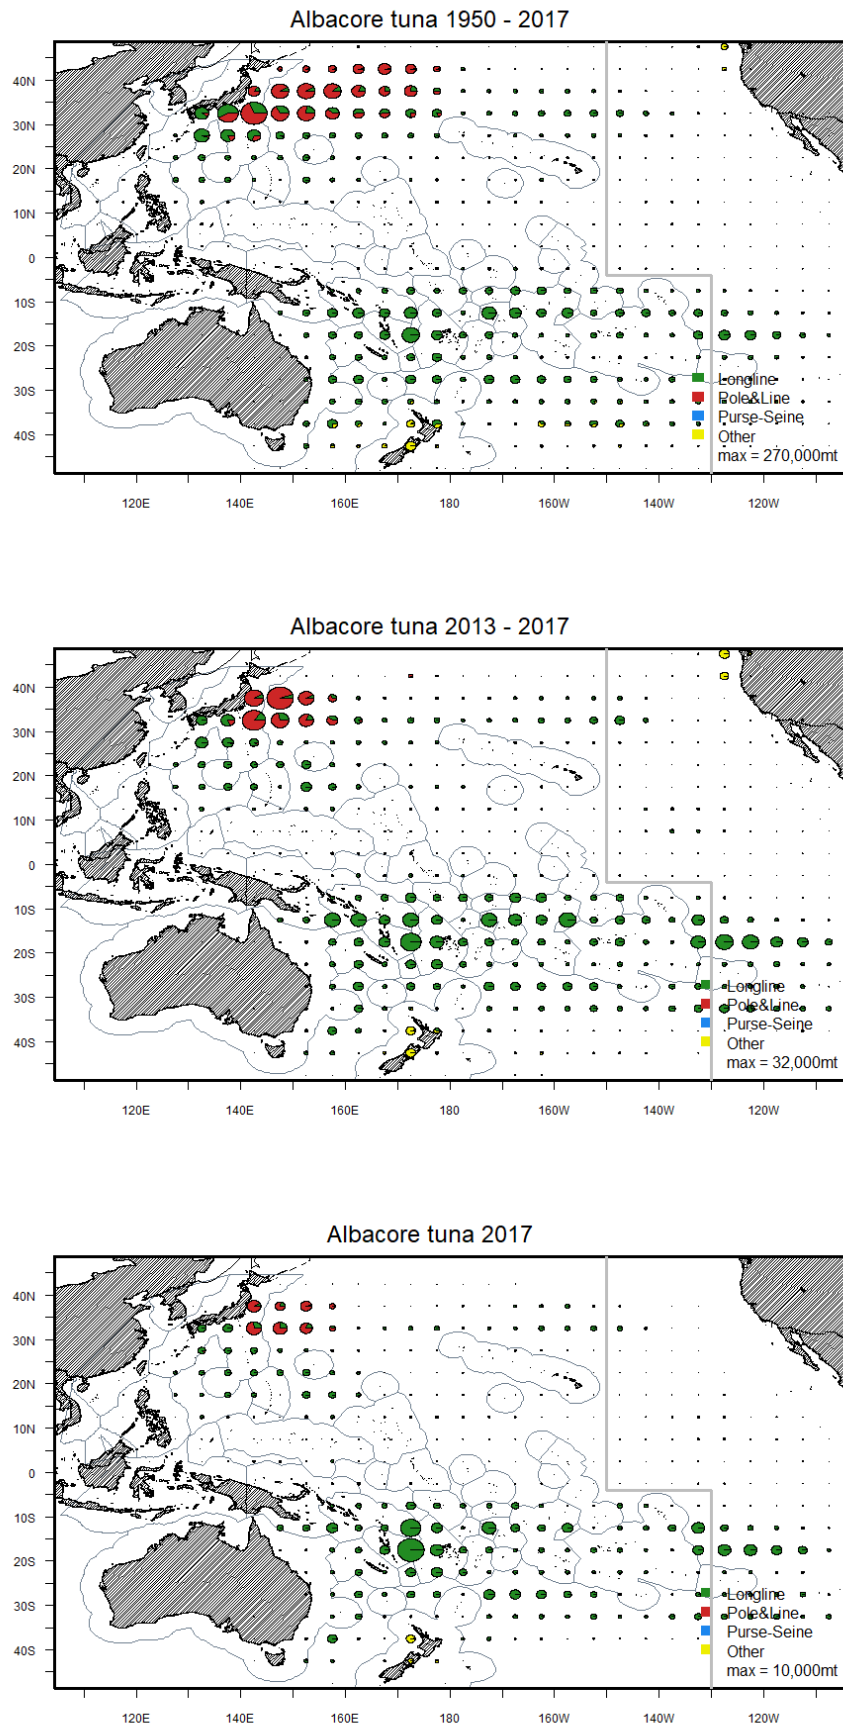 Albacore tuna 1950 - 2017
40N
30N
20N
10N
0
10S
20S
30S
40S
Longline
Pole&Line
Purse-Seine
Other
max = 270,000mt
120E 140E 160E 180 160W 140W 120W
Albacore tuna 2013 - 2017
40N
30N
20N
10N
0
10S
20S
30S
40S
Longline
Pole&Line
Purse-Seine
Other
max = 32,000mt
120E 140E 160E 180 160W 140W 120W
Albacore tuna 2017
40N
30N
20N
10N
0
10S
20S
30S
40S
Longline
Pole&Line
Purse-Seine
Other
max = 10,000mt
120E 140E 160E 180 160W 140W 120W